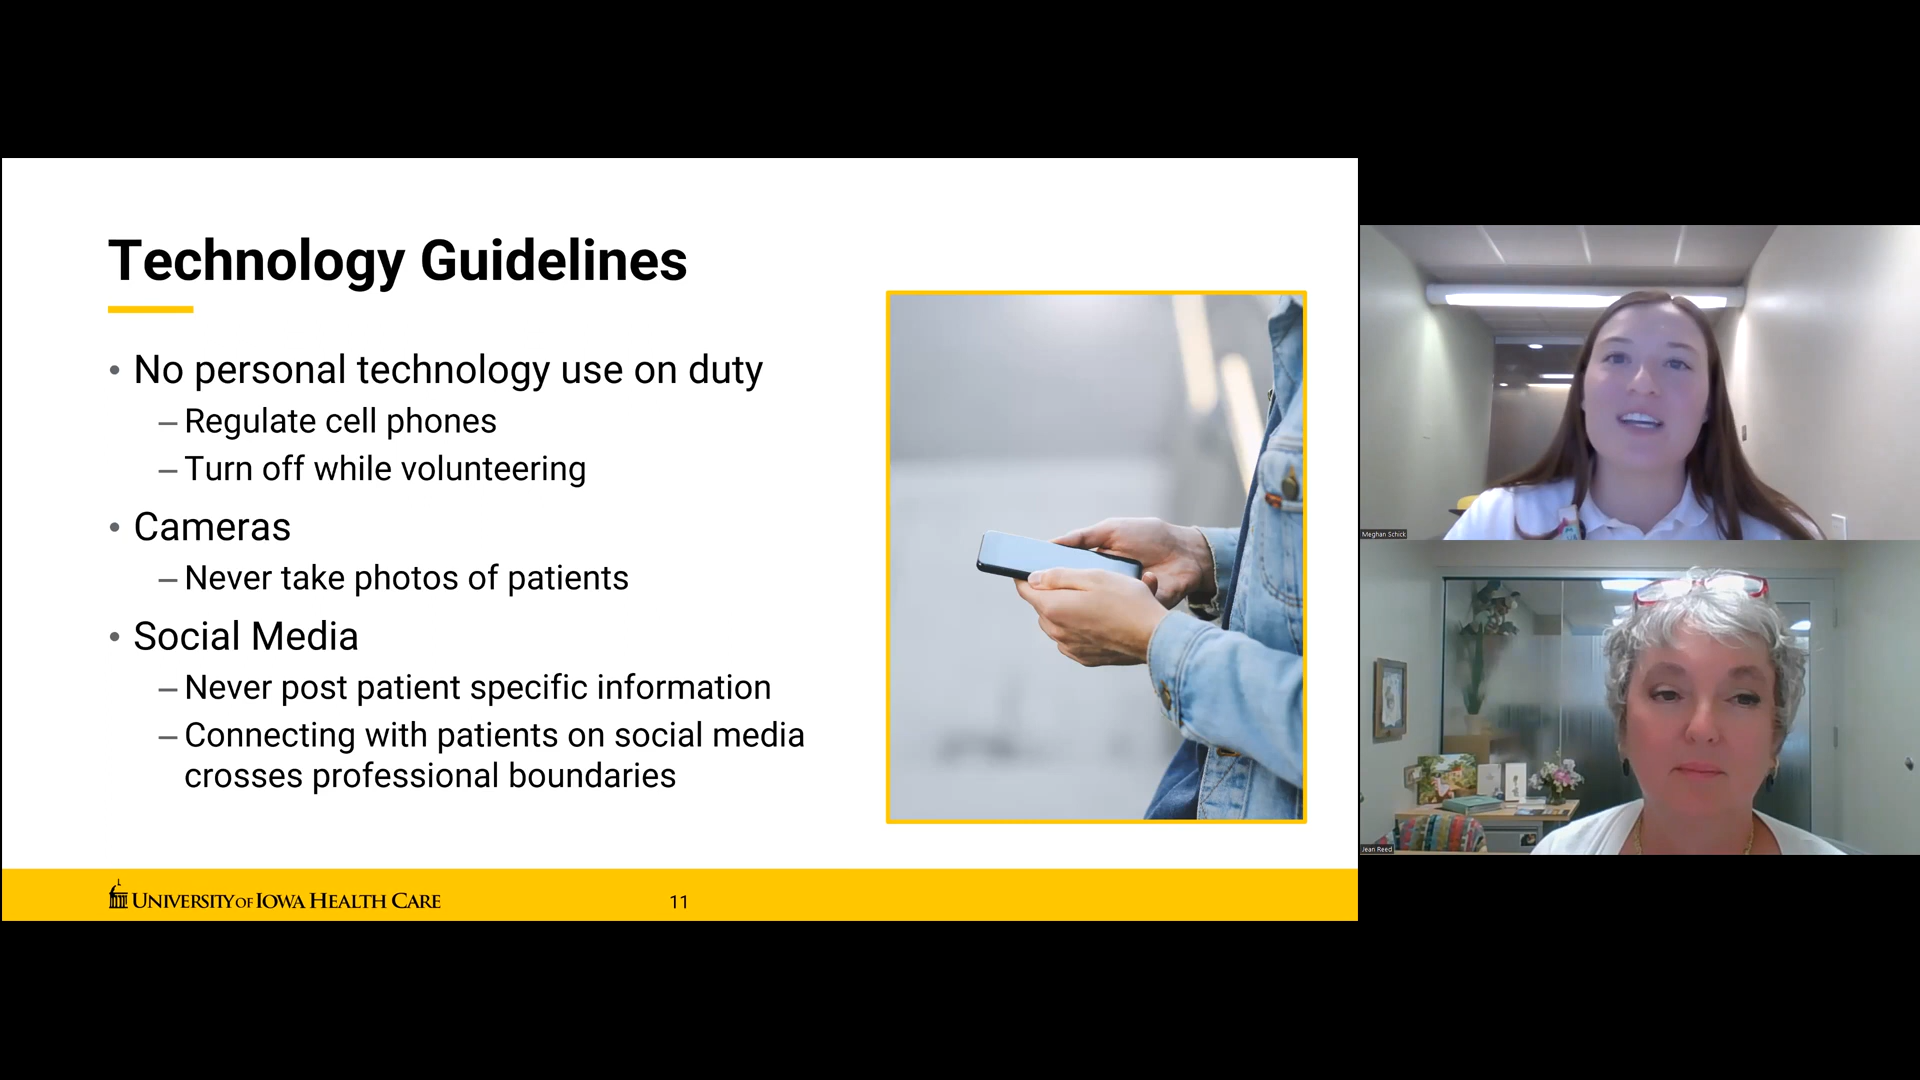 Technology Guidelines
• No personal technology use on duty
– Regulate cell phones
– Turn off while volunteering
• Cameras
– Never take photos of patients
• Social Media
– Never post patient specific information
– Connecting with patients on social media
crosses professional boundaries
UNIVERSITY OF IOWA HEALTH CARE
11
Meghan Schick
Jean Reed